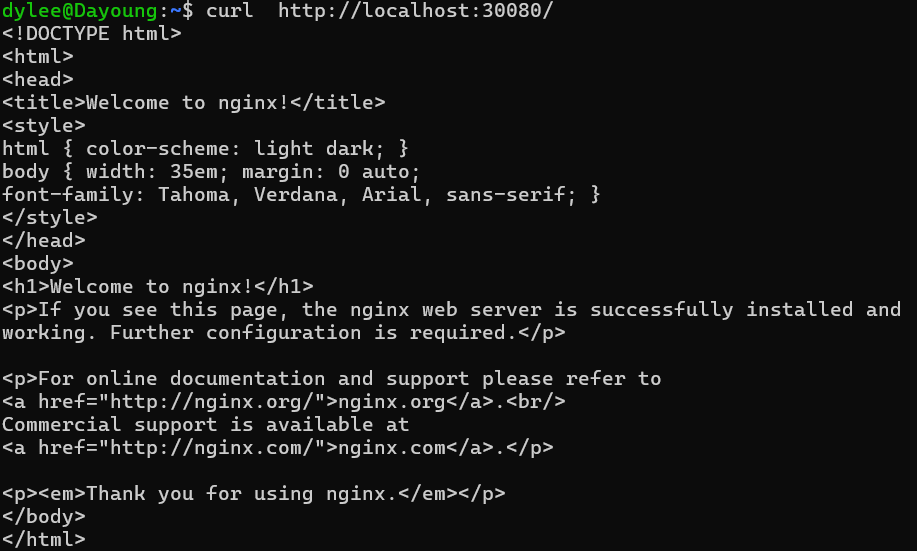 dylee@Dayoung:~$ curl  http://localhost:30080/
<!DOCTYPE html>
<html>
<head>
<title>Welcome to nginx!</title>
<style>
html { color-scheme: light dark; }
body { width: 35em; margin: 0 auto;
font-family: Tahoma, Verdana, Arial, sans-serif; }
</style>
</head>
<body>
<h1>Welcome to nginx!</h1>
<p>If you see this page, the nginx web server is successfully installed and
working. Further configuration is required.</p>

<p>For online documentation and support please refer to
<a href="http://nginx.org/">nginx.org</a>.<br/>
Commercial support is available at
<a href="http://nginx.com/">nginx.com</a>.</p>

<p><em>Thank you for using nginx.</em></p>
</body>
</html>